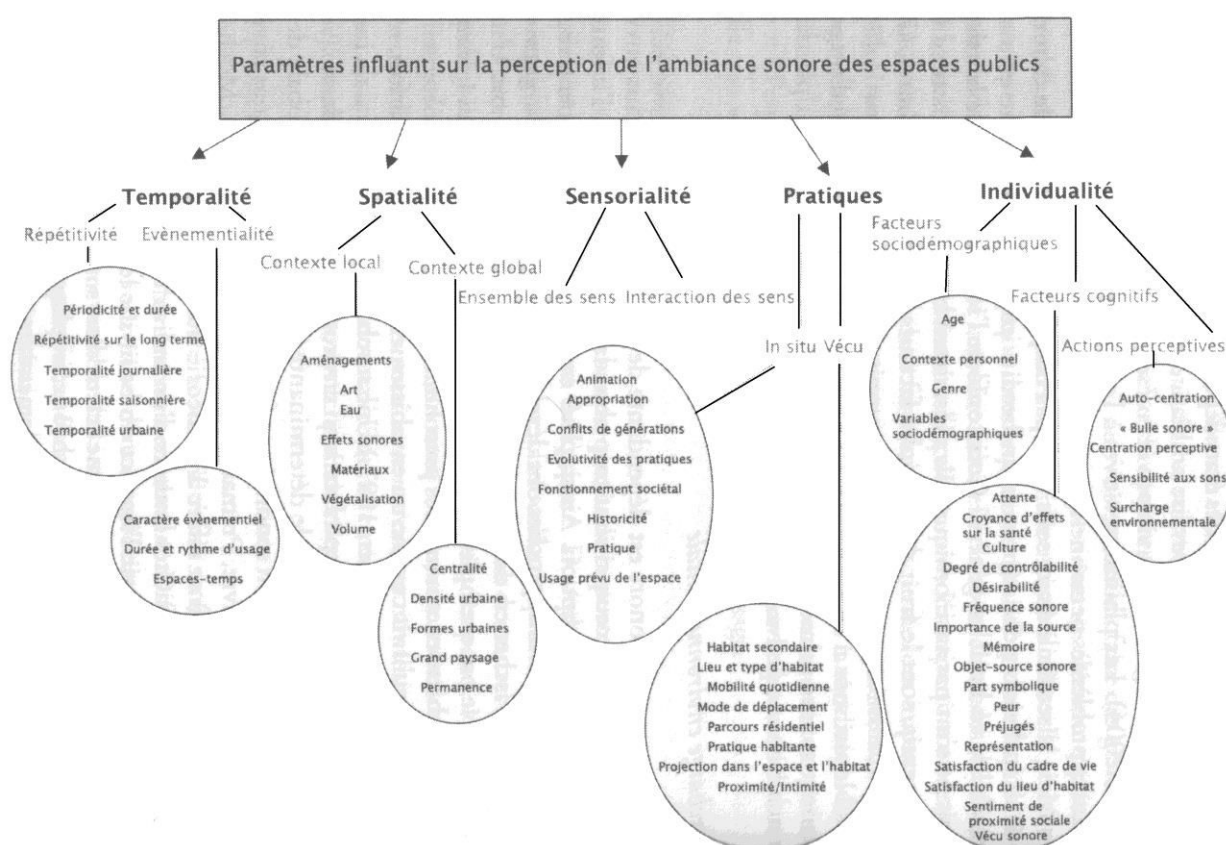 Paramètres influant sur la perception de l'ambiance sonore des espaces publics
Temporalité
Répétitivité
Evènementialité
Périodicité et durée
Répétitivité sur le long terme
Temporalité journalière
Temporalité saisonnière
Temporalité urbaine
Caractère évènementiel
Durée et rythme d'usage
Espaces-temps
Spatialité
Contexte local
Contexte global
Aménagements
Art
Eau
Effets sonores
Matériaux
Végétalisation
Volume
Centralité
Densité urbaine
Formes urbaines
Grand paysage
Permanence
Sensorialité
Ensemble des sens
Interaction des sens
Pratiques
In situ
Vécu
Animation
Appropriation
Conflits de générations
Evolutivité des pratiques
Fonctionnement sociétal
Historicité
Pratique
Usage prévu de l'espace
Habitat secondaire
Lieu et type d'habitat
Mobilité quotidienne
Mode de déplacement
Parcours résidentiel
Pratique habitante
Projection dans l'espace et l'habitat
Proximité/Intimité
Individualité
Facteurs
sociodémographiques
Facteurs cognitifs
Actions perceptives
Age
Contexte personnel
Genre
Variables
sociodémographiques
Attente
Croyance d'effets
sur la santé
Culture
Degré de contrôlabilité
Désirabilité
Fréquence sonore
Importance de la source
Mémoire
Objet-source sonore
Part symbolique
Peur
Préjugés
Représentation
Satisfaction du cadre de vie
Satisfaction du lieu d'habitat
Sentiment de
proximité sociale
Vécu sonore
Auto-centration
« Bulle sonore »
Centration perceptive
Sensibilité aux sons
Surcharge
environnementale